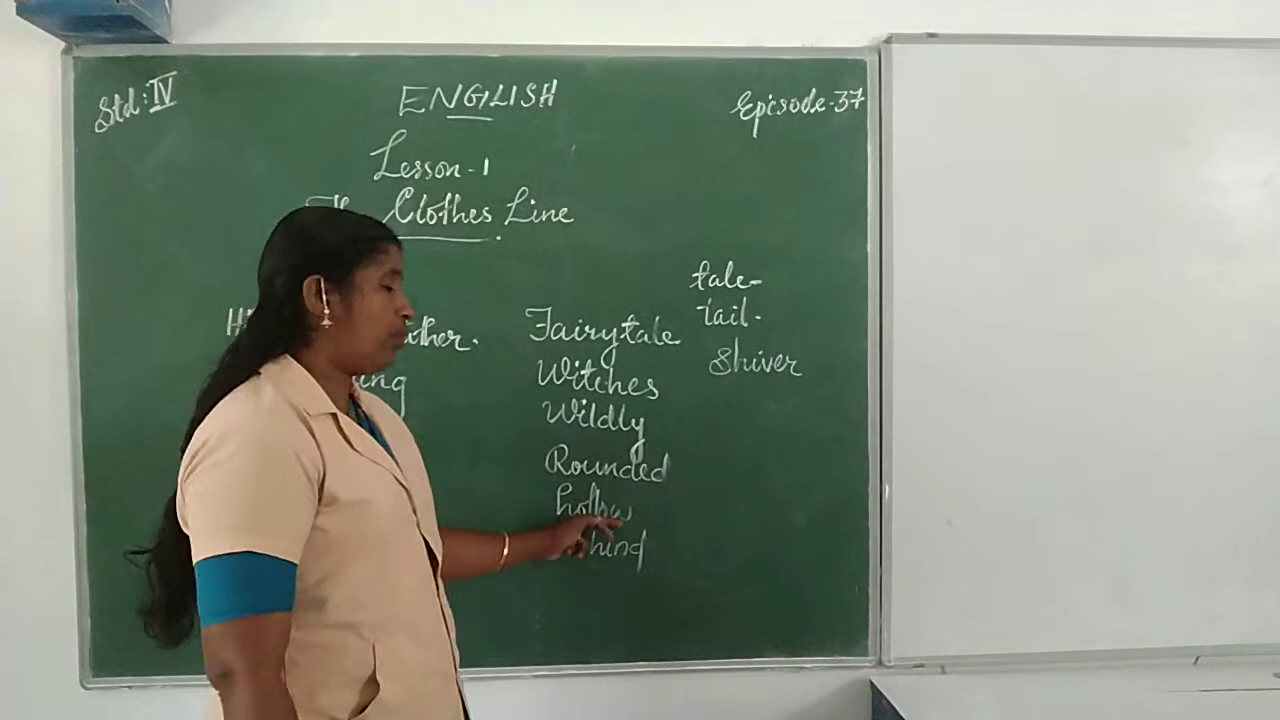 Std: IV
ENGLISH
Episode-37
Lesson-1
Clothes Line
tale-
tail.
Shiver
Fairytale
Witches
Wildly
Rounded
hollow